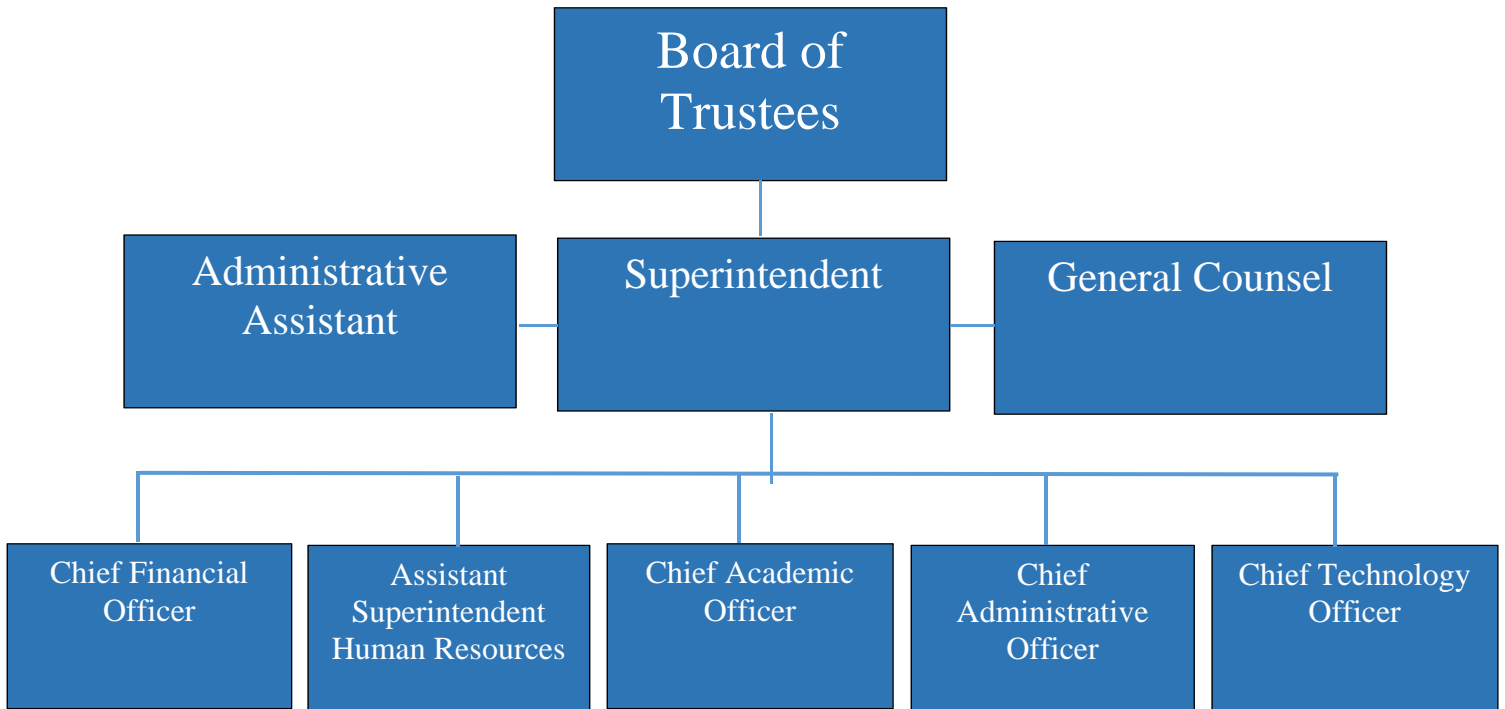 Board of
Trustees
Administrative
Assistant
Superintendent
General Counsel
Chief Financial
Officer
Assistant
Superintendent
Human Resources
Chief Academic
Officer
Chief
Administrative
Officer
Chief Technology
Officer